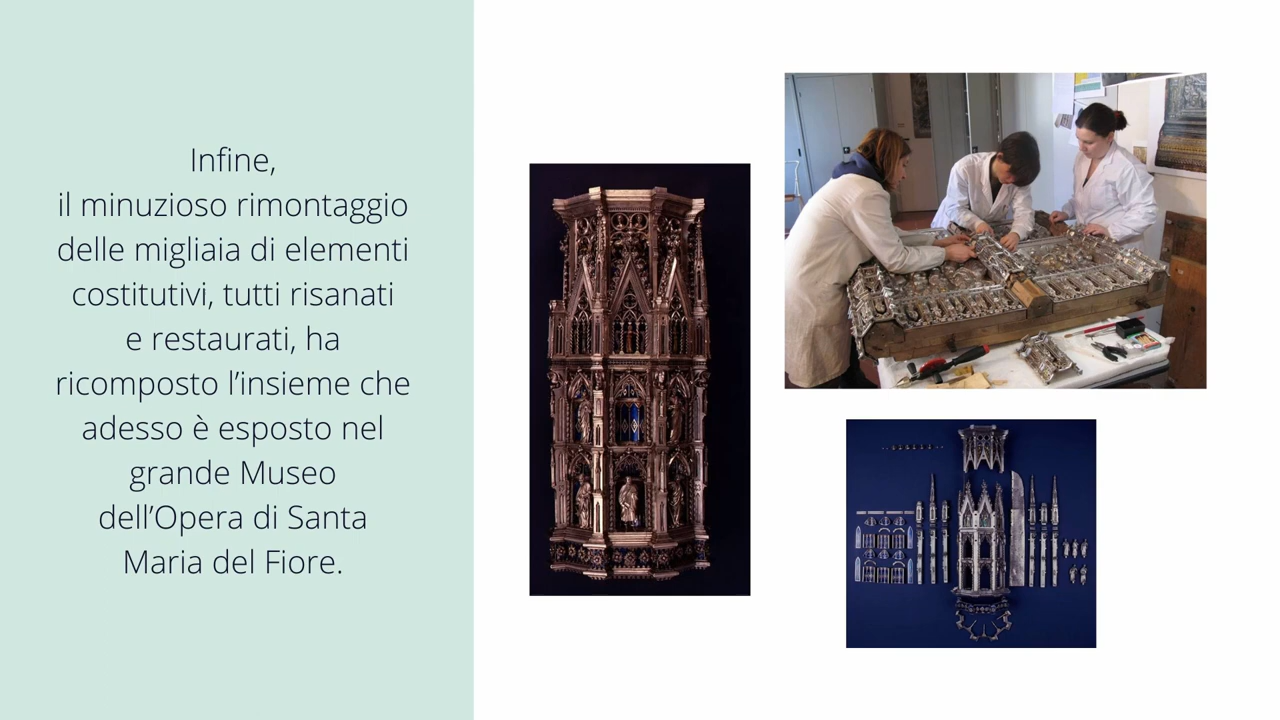 Infine,
il minuzioso rimontaggio
delle migliaia di elementi
costitutivi, tutti risanati
e restaurati, ha
ricomposto l’insieme che
adesso è esposto nel
grande Museo
dell’Opera di Santa
Maria del Fiore.